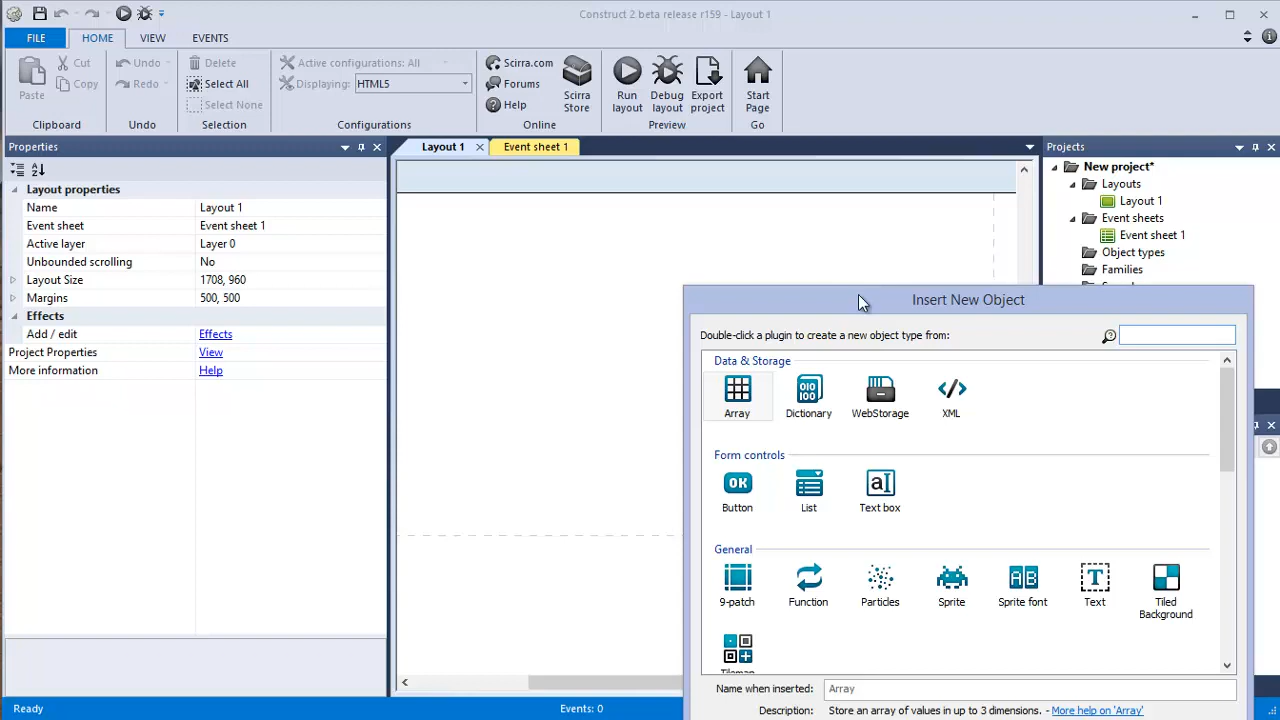 Construct 2 beta release r159 - Layout 1
FILE
HOME
VIEW
EVENTS
Paste
Cut
Copy
Clipboard
Undo
Redo
Undo
Delete
Select All
Select None
Selection
Active configurations: All
Displaying:
HTML5
Configurations
Scirra.com
Forums
Help
Scirra Store
Online
Run layout
Debug layout
Export project
Preview
Start Page
Go
Properties
Layout properties
Name Layout 1
Event sheet Event sheet 1
Active layer Layer 0
Unbounded scrolling No
Layout Size 1708, 960
Margins 500, 500
Effects
Add / edit Effects
Project Properties View
More information Help
Layout 1
Event sheet 1
Projects
New project*
Layouts
Layout 1
Event sheets
Event sheet 1
Object types
Families
Insert New Object
Double-click a plugin to create a new object type from:
Data & Storage
Array
Dictionary
WebStorage
XML
Form controls
Button
List
Text box
General
9-patch
Function
Particles
Sprite
Sprite font
Text
Tiled Background
Tilemap
Name when inserted: Array
Description: Store an array of values in up to 3 dimensions. - More help on 'Array'
Ready
Events: 0